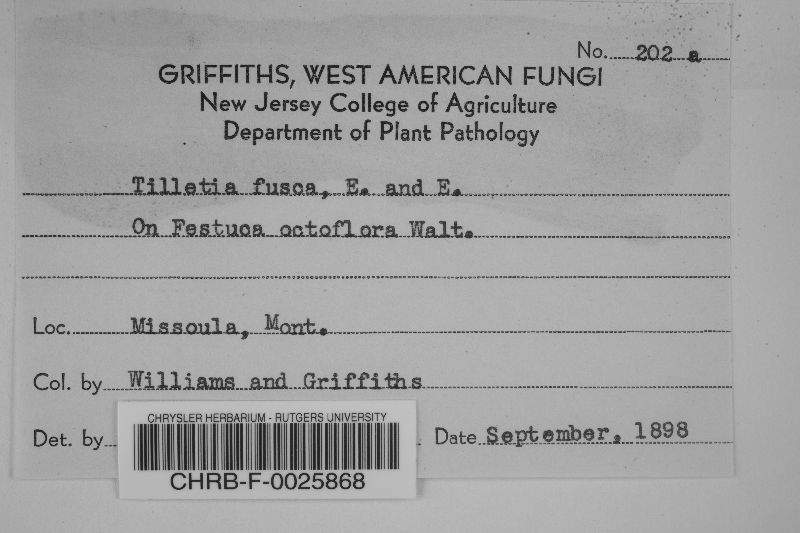 No. 202 a
GRIFFITHS, WEST AMERICAN FUNGI
New Jersey College of Agriculture
Department of Plant Pathology
Tilletia fusca, E. and E.
On Festuca octoflora Walt.
Loc. Missoula, Mont.
Col. by Williams and Griffiths
Det. by
Date September, 1898
CHRYSLER HERBARIUM - RUTGERS UNIVERSITY
CHRB-F-0025868